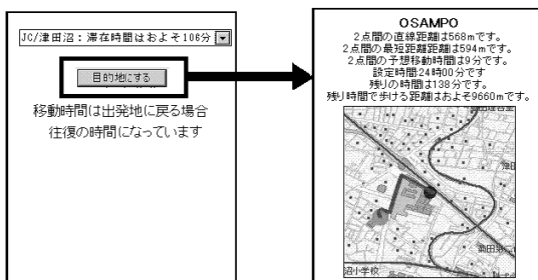 JC/津田沼:滞在時間はおよそ106分
目的地にする
移動時間は出発地に戻る場合
往復の時間になっています
OSAMPO
2点間の直線距離は568mです。
2点間の最短距離距離は594mです。
2点間の予想移動時間は9分です。
設定時間:24時00分です
残りの時間は138分です。
残り時間で歩ける距離はおよそ9660mです。
津田
沼小学校